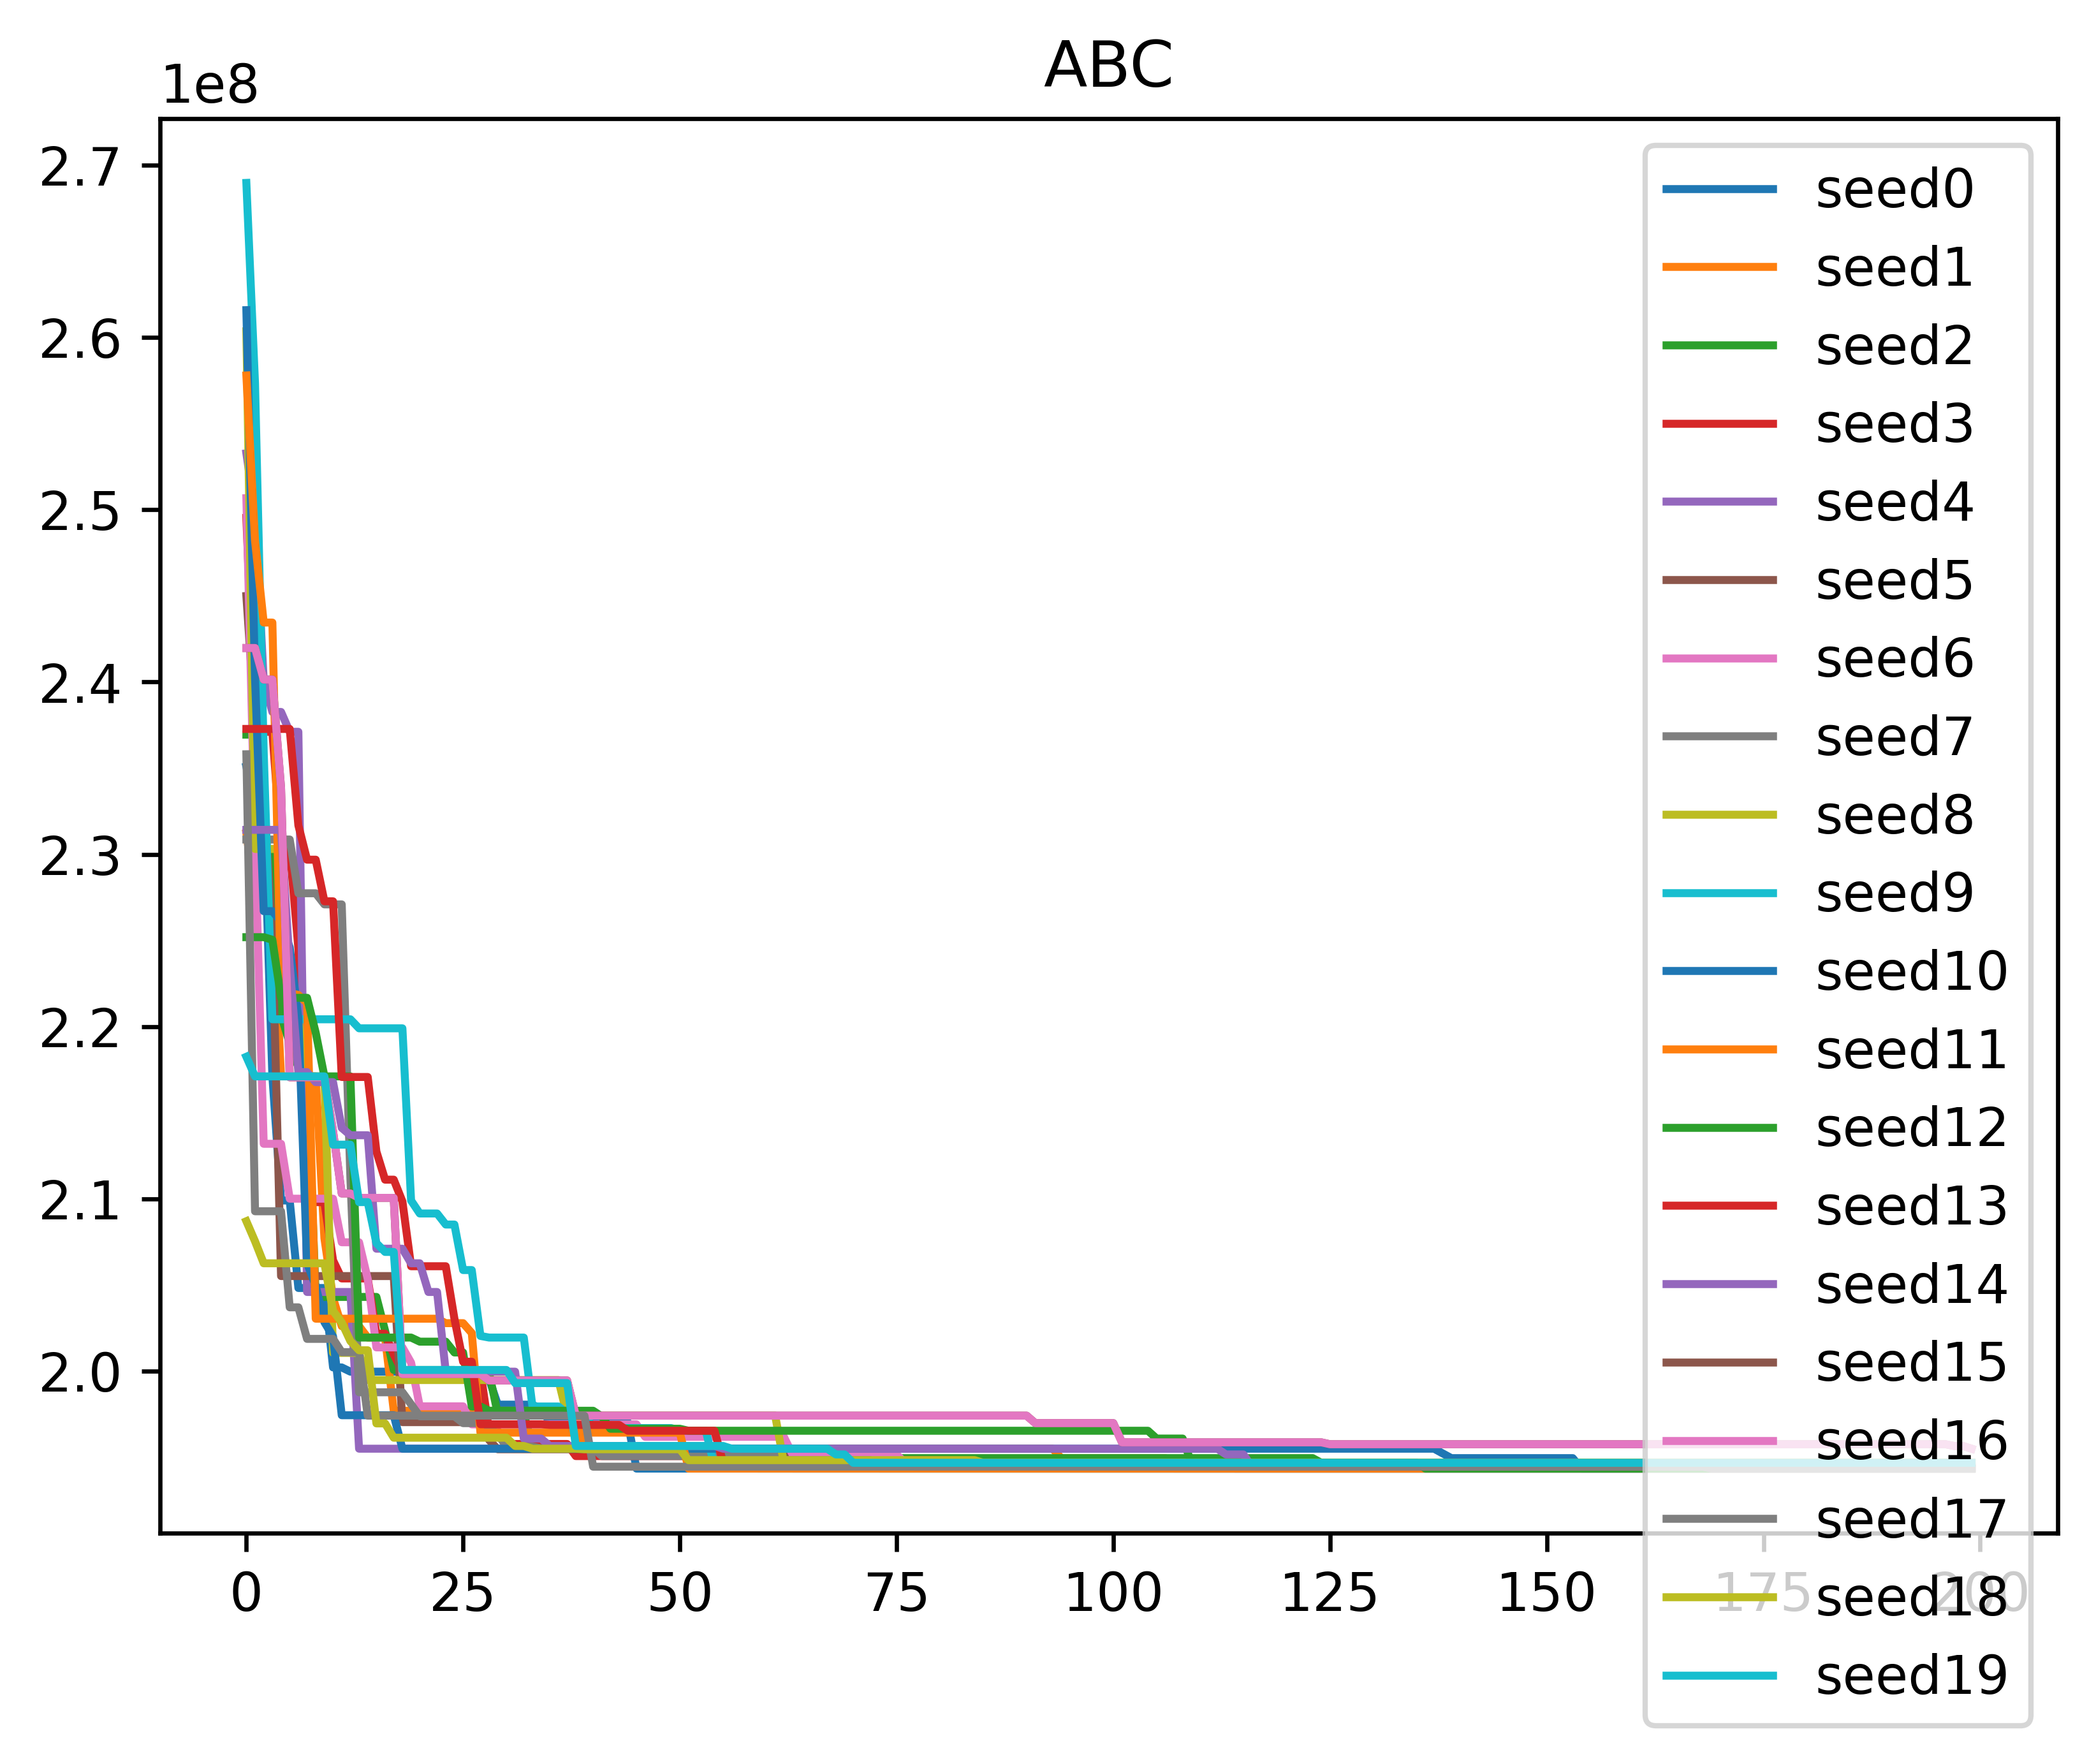 ABC
1e8
2.7
2.6
2.5
2.4
2.3
2.2
2.1
2.0
0 25 50 75 100 125 150 175 200
seed0
seed1
seed2
seed3
seed4
seed5
seed6
seed7
seed8
seed9
seed10
seed11
seed12
seed13
seed14
seed15
seed16
seed17
seed18
seed19